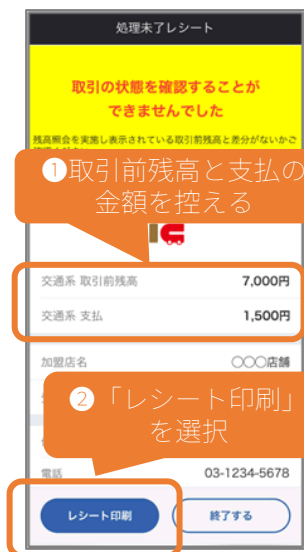 処理未了レシート
取引の状態を確認することが
できませんでした
残高照会を実施し表示されている取引前残高と差分がないかご
❶取引前残高と支払の
金額を控える
交通系 取引前残高 7,000円
交通系 支払 1,500円
加盟店名 〇〇〇店舗
❷「レシート印刷」
を選択
電話 03-1234-5678
レシート印刷 終了する